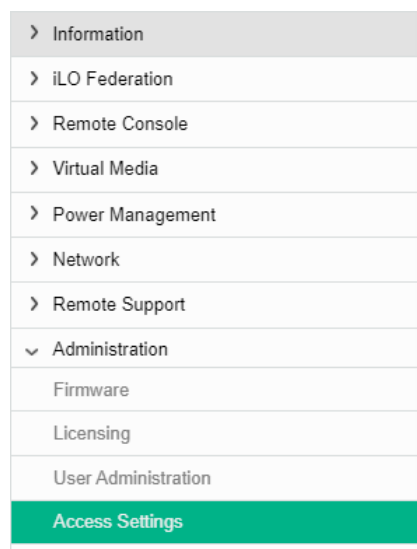 Information
iLO Federation
Remote Console
Virtual Media
Power Management
Network
Remote Support
Administration
Firmware
Licensing
User Administration
Access Settings